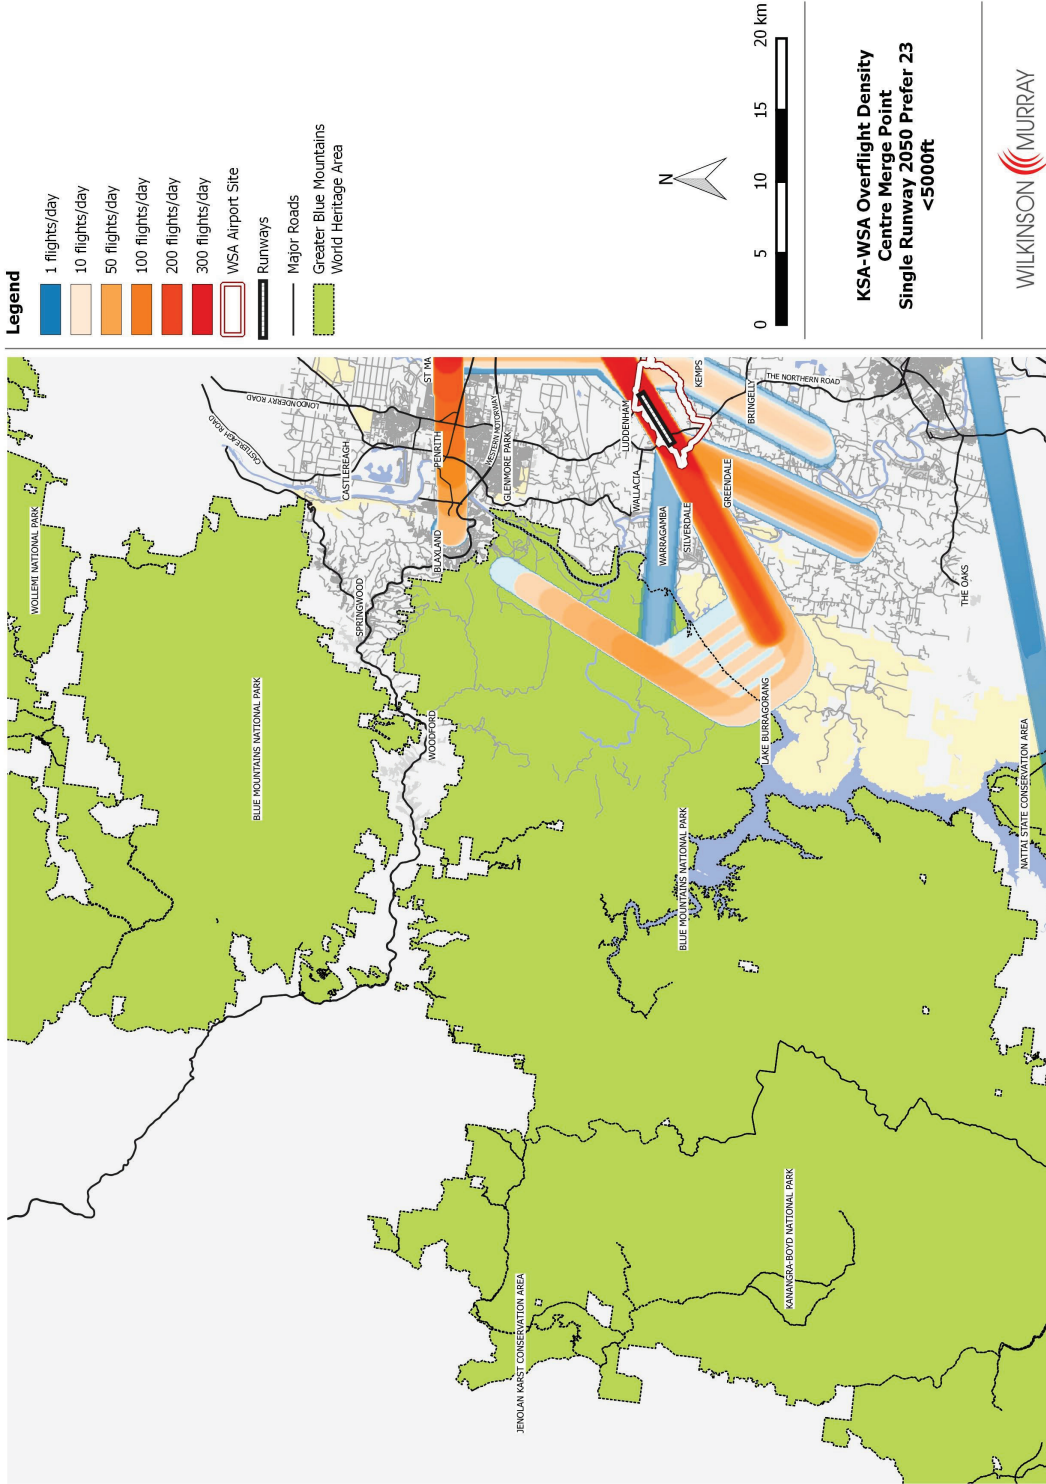 Legend
1 flights/day
10 flights/day
50 flights/day
100 flights/day
200 flights/day
300 flights/day
WSA Airport Site
Runways
Major Roads
Greater Blue Mountains
World Heritage Area
N
0 5 10 15 20 km
KSA-WSA Overflight Density
Centre Merge Point
Single Runway 2050 Prefer 23
<5000ft
WILKINSON MURRAY
WOLLEMI NATIONAL PARK
CASTLEREAGH ROAD
LONDONDERRY ROAD
CASTLEREAGH
SPRINGWOOD
BLUE MOUNTAINS NATIONAL PARK
ST MA
PENRITH
BLAXLAND
WOODFORD
WESTERN MOTORWAY
GLENMORE PARK
JENOLAN KARST CONSERVATION AREA
LUDDENHAM
WALLACIA
WARRAGAMBA
SILVERDALE
BLUE MOUNTAINS NATIONAL PARK
KEMPS
GREENDALE
BRINGELLY
THE NORTHERN ROAD
LAKE BURRAGORANG
KANANGRA-BOYD NATIONAL PARK
THE OAKS
NATTAI STATE CONSERVATION AREA